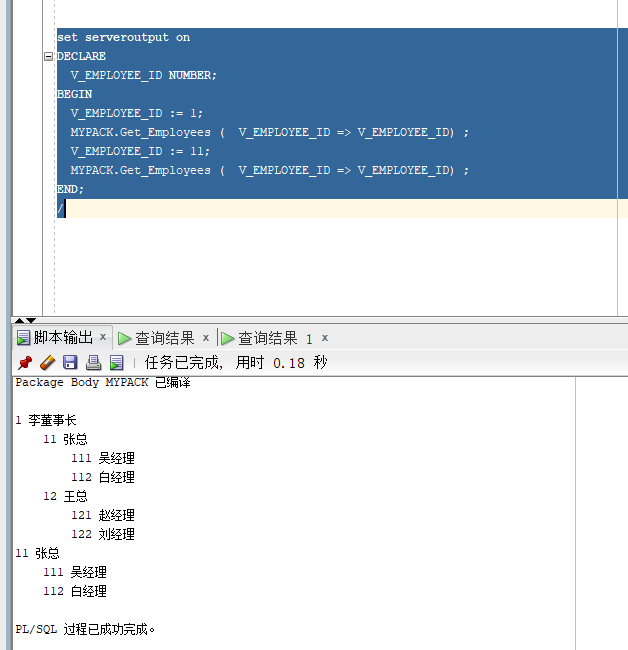 set serveroutput on
DECLARE
V_EMPLOYEE_ID NUMBER;
BEGIN
V_EMPLOYEE_ID := 1;
MYPACK.Get_Employees (  V_EMPLOYEE_ID => V_EMPLOYEE_ID) ;
V_EMPLOYEE_ID := 11;
MYPACK.Get_Employees (  V_EMPLOYEE_ID => V_EMPLOYEE_ID) ;
END;
/
脚本输出 x 查询结果 x 查询结果 1 x
任务已完成, 用时 0.18 秒
Package Body MYPACK 已编译
1 李董事长
11 张总
111 吴经理
112 白经理
12 王总
121 赵经理
122 刘经理
11 张总
111 吴经理
112 白经理
PL/SQL 过程已成功完成。